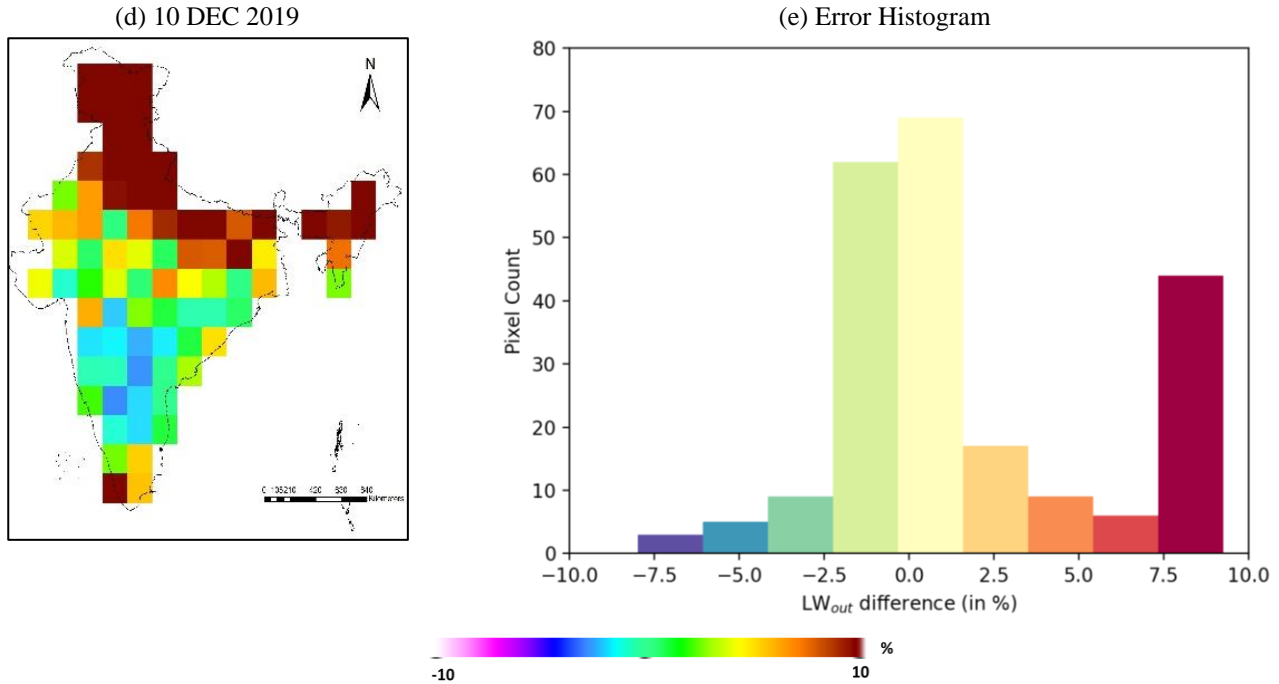 (d) 10 DEC 2019
(e) Error Histogram
N
Kilometers
80
70
60
50
40
30
20
10
0
Pixel Count
−10.0 −7.5 −5.0 −2.5 0.0 2.5 5.0 7.5 10.0
LWout difference (in %)
%
-10 10